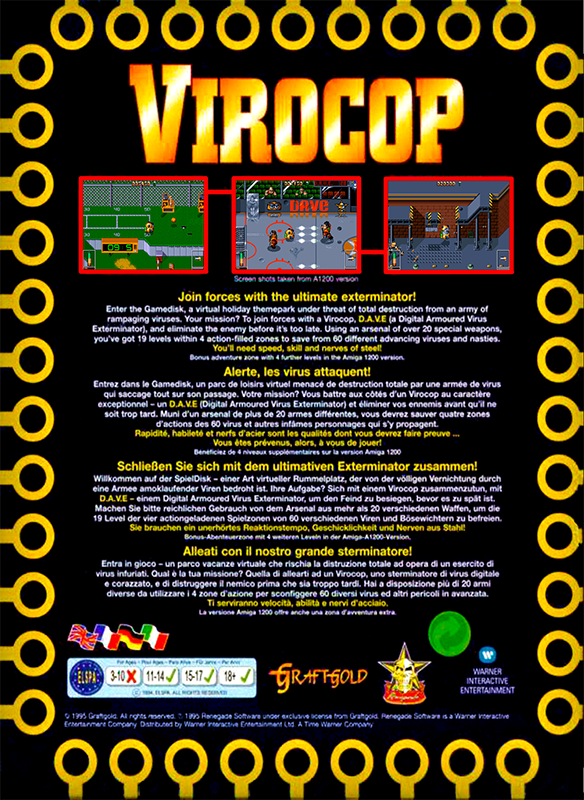 VIROCOP
DAVE
Screen shots taken from A1200 version
Join forces with the ultimate exterminator!
Enter the Gamedisk, a virtual holiday themepark under threat of total destruction from an army of
rampaging viruses. Your mission? To join forces with a Virocop, D.A.V.E (a Digital Armoured Virus
Exterminator), and eliminate the enemy before it's too late. Using an arsenal of over 20 special weapons,
you've got 19 levels within 4 action-filled zones to save from 60 different advancing viruses and nasties.
You'll need speed, skill and nerves of steel!
Bonus adventure zone with 4 further levels in the Amiga 1200 version.
Alerte, les virus attaquent!
Entrez dans le Gamedisk, un parc de loisirs virtuel menacé de destruction totale par une armée de virus
qui saccage tout sur son passage. Votre mission? Vous battre aux côtés d'un Virocop au caractère
exceptionnel – un D.A.V.E (Digital Armoured Virus Exterminator) et éliminer vos ennemis avant qu'il ne
soit trop tard. Muni d'un arsenal de plus de 20 armes différentes, vous devrez sauver quatre zones
d'actions des 60 virus et autres infâmes personnages qui s'y propagent.
Rapidité, habileté et nerfs d'acier sont les qualités dont vous devrez faire preuve ...
Vous êtes prévenus, alors, à vous de jouer!
Bénéficiez de 4 niveaux supplémentaires sur la version Amiga 1200
Schließen Sie sich mit dem ultimativen Exterminator zusammen!
Willkommen auf der SpielDisk – einer Art virtueller Rummelplatz, der von der völligen Vernichtung durch
eine Armee amoklaufender Viren bedroht ist. Ihre Aufgabe? Sich mit einem Virocop zusammenzutun, mit
D.A.V.E – einem Digital Armoured Virus Exterminator, um den Feind zu besiegen, bevor es zu spät ist.
Machen Sie bitte reichlichen Gebrauch von dem Arsenal aus mehr als 20 verschiedenen Waffen, um die
19 Level der vier actiongeladenen Spielzonen von 60 verschiedenen Viren und Bösewichtern zu befreien.
Sie brauchen ein unerhörtes Reaktionstempo, Geschicklichkeit und Nerven aus Stahl!
Bonus-Abenteuerzone mit 4 weiteren Leveln in der Amiga-A1200-Version.
Alleati con il nostro grande sterminatore!
Entra in gioco – un parco vacanze virtuale che rischia la distruzione totale ad opera di un esercito di
virus infuriati. Qual è la tua missione? Quella di allearti ad un Virocop, uno sterminatore di virus digitale
e corazzato, e di distruggere il nemico prima che sia troppo tardi. Hai a disposizione più di 20 armi
diverse da utilizzare i 4 zone d'azione per sconfiggere 60 diversi virus ed altri pericoli in avanzata.
Ti serviranno velocità, abilità e nervi d'acciaio.
La versione Amiga 1200 offre anche una zona d'avventura extra.
For Ages – Pour Ages – Para Años – Für Jahre – Per Anni
ELSPA 3-10 11-14 15-17 18+
© 1994. ELSPA. ALL RIGHTS RESERVED
GRAFTGOLD
Renegade
WARNER
INTERACTIVE
ENTERTAINMENT
© 1995 Graftgold. All rights reserved. © 1995 Renegade Software under exclusive license from Graftgold. Renegade Software is a Warner Interactive
Entertainment Company. Distributed by Warner Interactive Entertainment Ltd. A Time Warner Company.